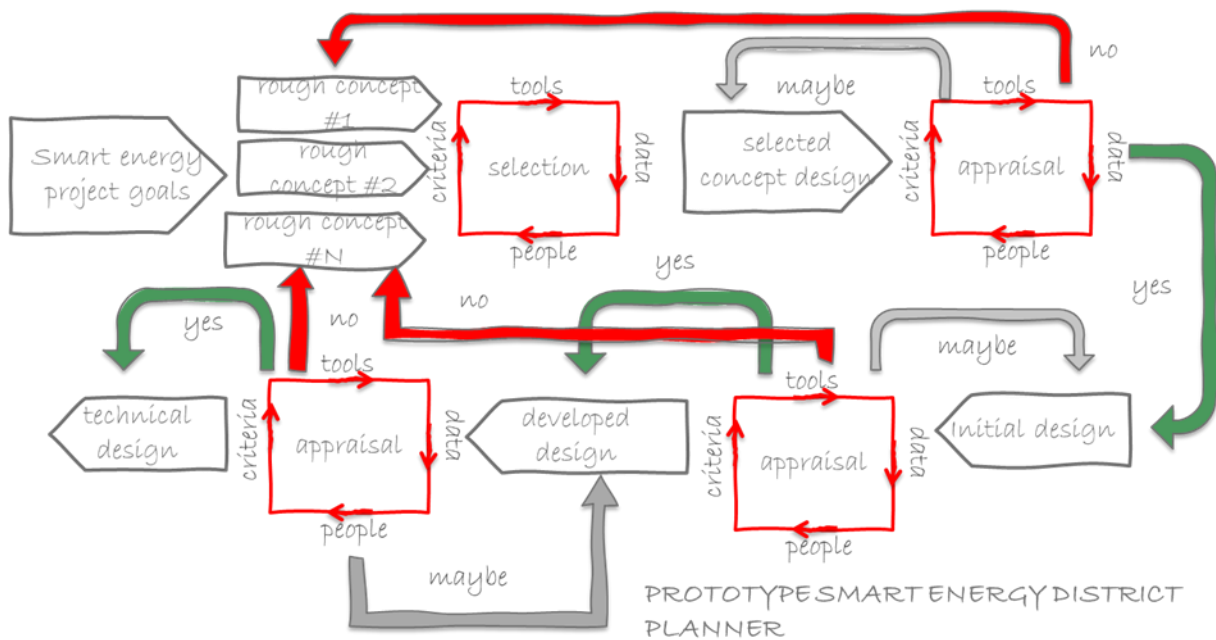 no
maybe
rough concept
#1
tools
tools
Smart energy
project goals
rough
concept #2
criteria
selection
data
selected
concept design
criteria
appraisal
data
rough concept
#N
people
people
yes
no
yes
no
yes
maybe
tools
tools
technical
design
criteria
appraisal
data
developed
design
criteria
appraisal
data
Initial design
people
people
maybe
PROTOTYPE SMART ENERGY DISTRICT
PLANNER